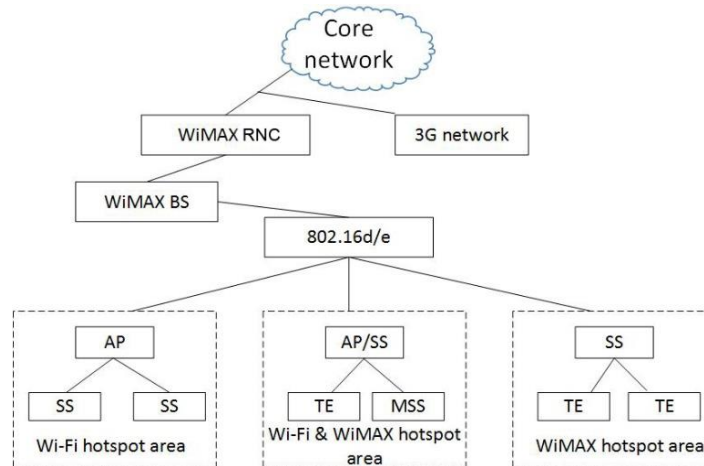 Core
network
WiMAX RNC
3G network
WiMAX BS
802.16d/e
AP
SS
SS
Wi-Fi hotspot area
AP/SS
TE
MSS
Wi-Fi & WiMAX hotspot
area
SS
TE
TE
WiMAX hotspot area